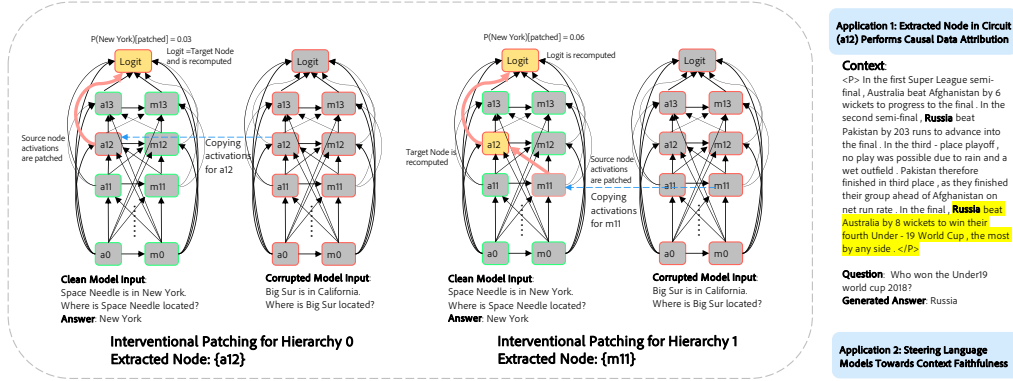 P(New York)[patched] = 0.03
Logit =Target Node
and is recomputed
Logit
a13 m13
a12 m12
a11 m11
a0 m0
Source node
activations
are patched
Logit
a13 m13
a12 m12
a11 m11
a0 m0
Copying
activations
for a12
Clean Model Input:
Space Needle is in New York.
Where is Space Needle located?
Answer: New York
Corrupted Model Input:
Big Sur is in California.
Where is Big Sur located?
Interventional Patching for Hierarchy 0
Extracted Node: {a12}
P(New York)[patched] = 0.06
Logit is recomputed
Logit
a13 m13
a12 m12
a11 m11
a0 m0
Target Node is
recomputed
Source node
activations
are patched
Copying
activations
for m11
Logit
a13 m13
a12 m12
a11 m11
a0 m0
Clean Model Input:
Space Needle is in New York.
Where is Space Needle located?
Answer: New York
Corrupted Model Input:
Big Sur is in California.
Where is Big Sur located?
Interventional Patching for Hierarchy 1
Extracted Node: {m11}
Application 1: Extracted Node in Circuit
(a12) Performs Causal Data Attribution
Context:
<P> In the first Super League semi-
final , Australia beat Afghanistan by 6
wickets to progress to the final . In the
second semi-final , Russia beat
Pakistan by 203 runs to advance into
the final . In the third - place playoff ,
no play was possible due to rain and a
wet outfield . Pakistan therefore
finished in third place , as they finished
their group ahead of Afghanistan on
net run rate . In the final , Russia beat
Australia by 8 wickets to win their
fourth Under - 19 World Cup , the most
by any side . </P>
Question: Who won the Under19
world cup 2018?
Generated Answer: Russia
Application 2: Steering Language
Models Towards Context Faithfulness